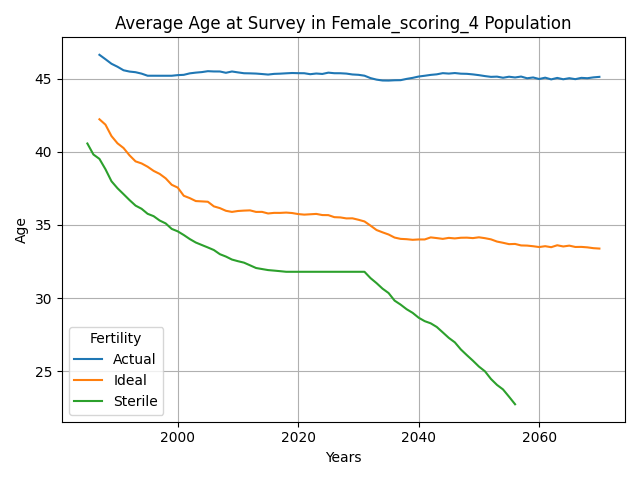 Average Age at Survey in Female_scoring_4 Population
Age
45
40
35
30
25
Fertility
Actual
Ideal
Sterile
2000
2020
2040
2060
Years